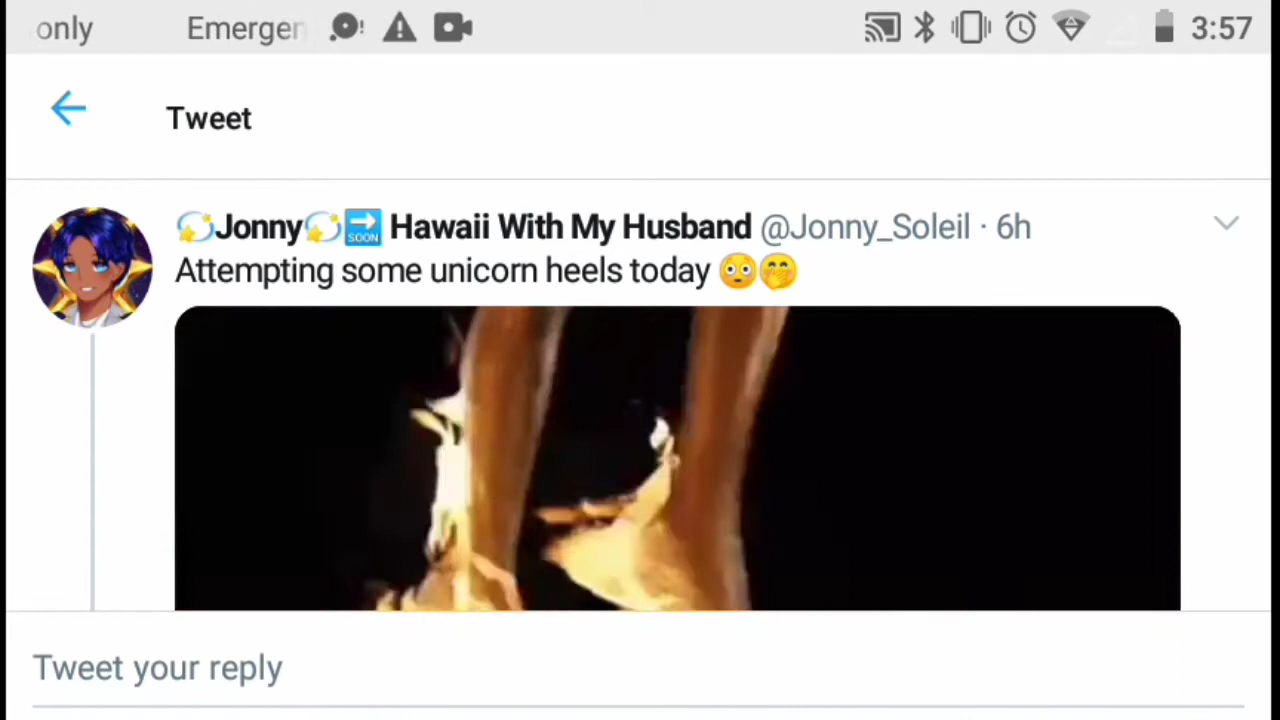 only Emergen 3:57
Tweet
💫Jonny💫🔜 Hawaii With My Husband @Jonny_Soleil · 6h
Attempting some unicorn heels today 😳🤭
Tweet your reply